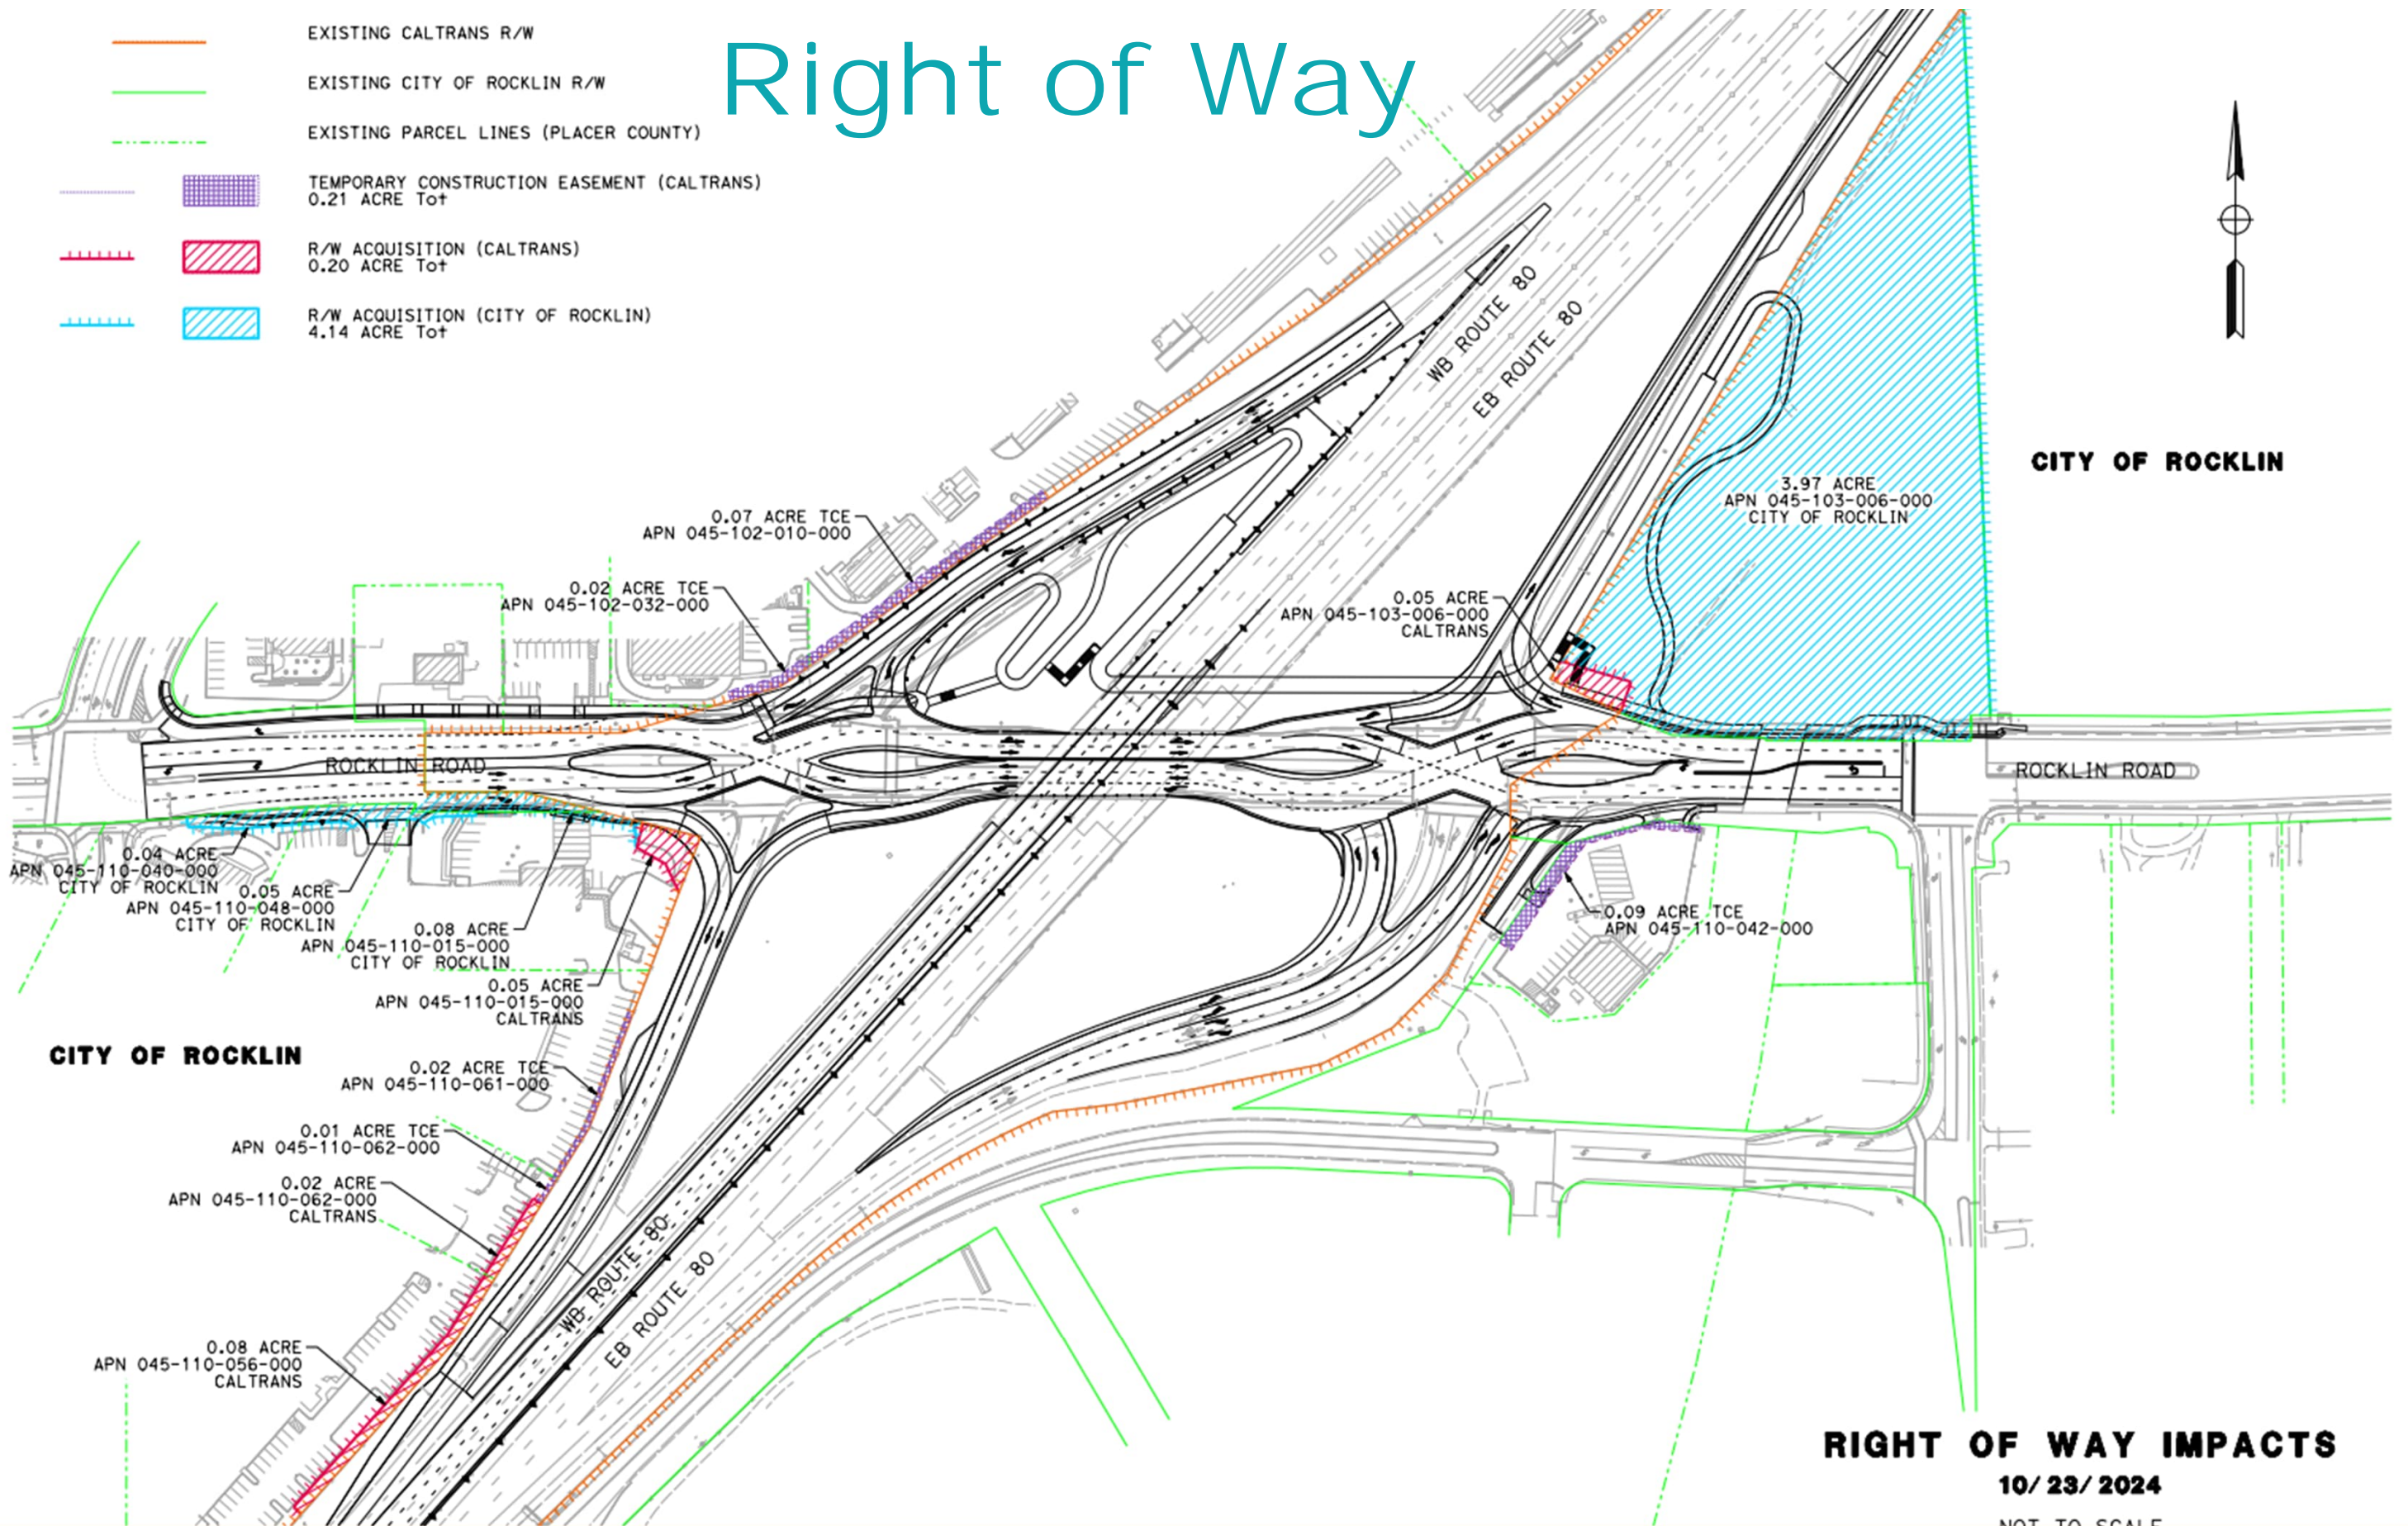 Right of Way
EXISTING CALTRANS R/W
EXISTING CITY OF ROCKLIN R/W
EXISTING PARCEL LINES (PLACER COUNTY)
TEMPORARY CONSTRUCTION EASEMENT (CALTRANS)
0.21 ACRE Tot
R/W ACQUISITION (CALTRANS)
0.20 ACRE Tot
R/W ACQUISITION (CITY OF ROCKLIN)
4.14 ACRE Tot
WB ROUTE 80
EB ROUTE 80
CITY OF ROCKLIN
3.97 ACRE
APN 045-103-006-000
CITY OF ROCKLIN
0.07 ACRE TCE
APN 045-102-010-000
0.02 ACRE TCE
APN 045-102-032-000
0.05 ACRE
APN 045-103-006-000
CALTRANS
ROCKLIN ROAD
ROCKLIN ROAD
0.04 ACRE
APN 045-110-040-000
CITY OF ROCKLIN
0.05 ACRE
APN 045-110-048-000
CITY OF ROCKLIN
0.08 ACRE
APN 045-110-015-000
CITY OF ROCKLIN
0.05 ACRE
APN 045-110-015-000
CALTRANS
0.09 ACRE TCE
APN 045-110-042-000
CITY OF ROCKLIN
0.02 ACRE TCE
APN 045-110-061-000
0.01 ACRE TCE
APN 045-110-062-000
0.02 ACRE
APN 045-110-062-000
CALTRANS
WB ROUTE 80
EB ROUTE 80
0.08 ACRE
APN 045-110-056-000
CALTRANS
RIGHT OF WAY IMPACTS
10/23/2024
NOT TO SCALE